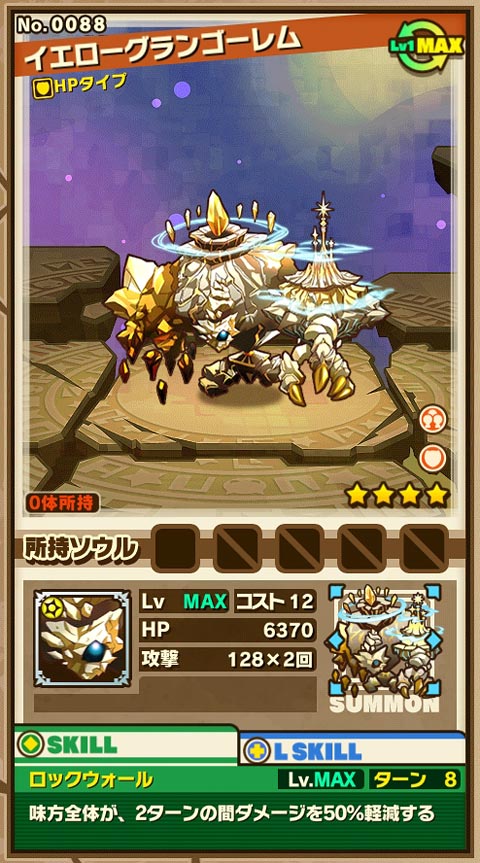 No.0088
イエローグランゴーレム
Lv1 MAX
HPタイプ
0体所持
所持ソウル
Lv MAX コスト 12
HP 6370
攻撃 128×2回
SUMMON
SKILL
L SKILL
ロックウォール Lv.MAX ターン 8
味方全体が、2ターンの間ダメージを50%軽減する